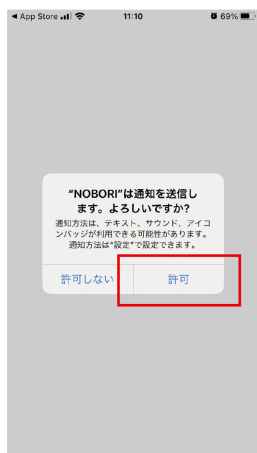 ◀ App Store 11:10 69%
"NOBORI"は通知を送信し
ます。よろしいですか?
通知方法は、テキスト、サウンド、アイコ
ンバッジが利用できる可能性があります。
通知方法は"設定"で設定できます。
許可しない 許可